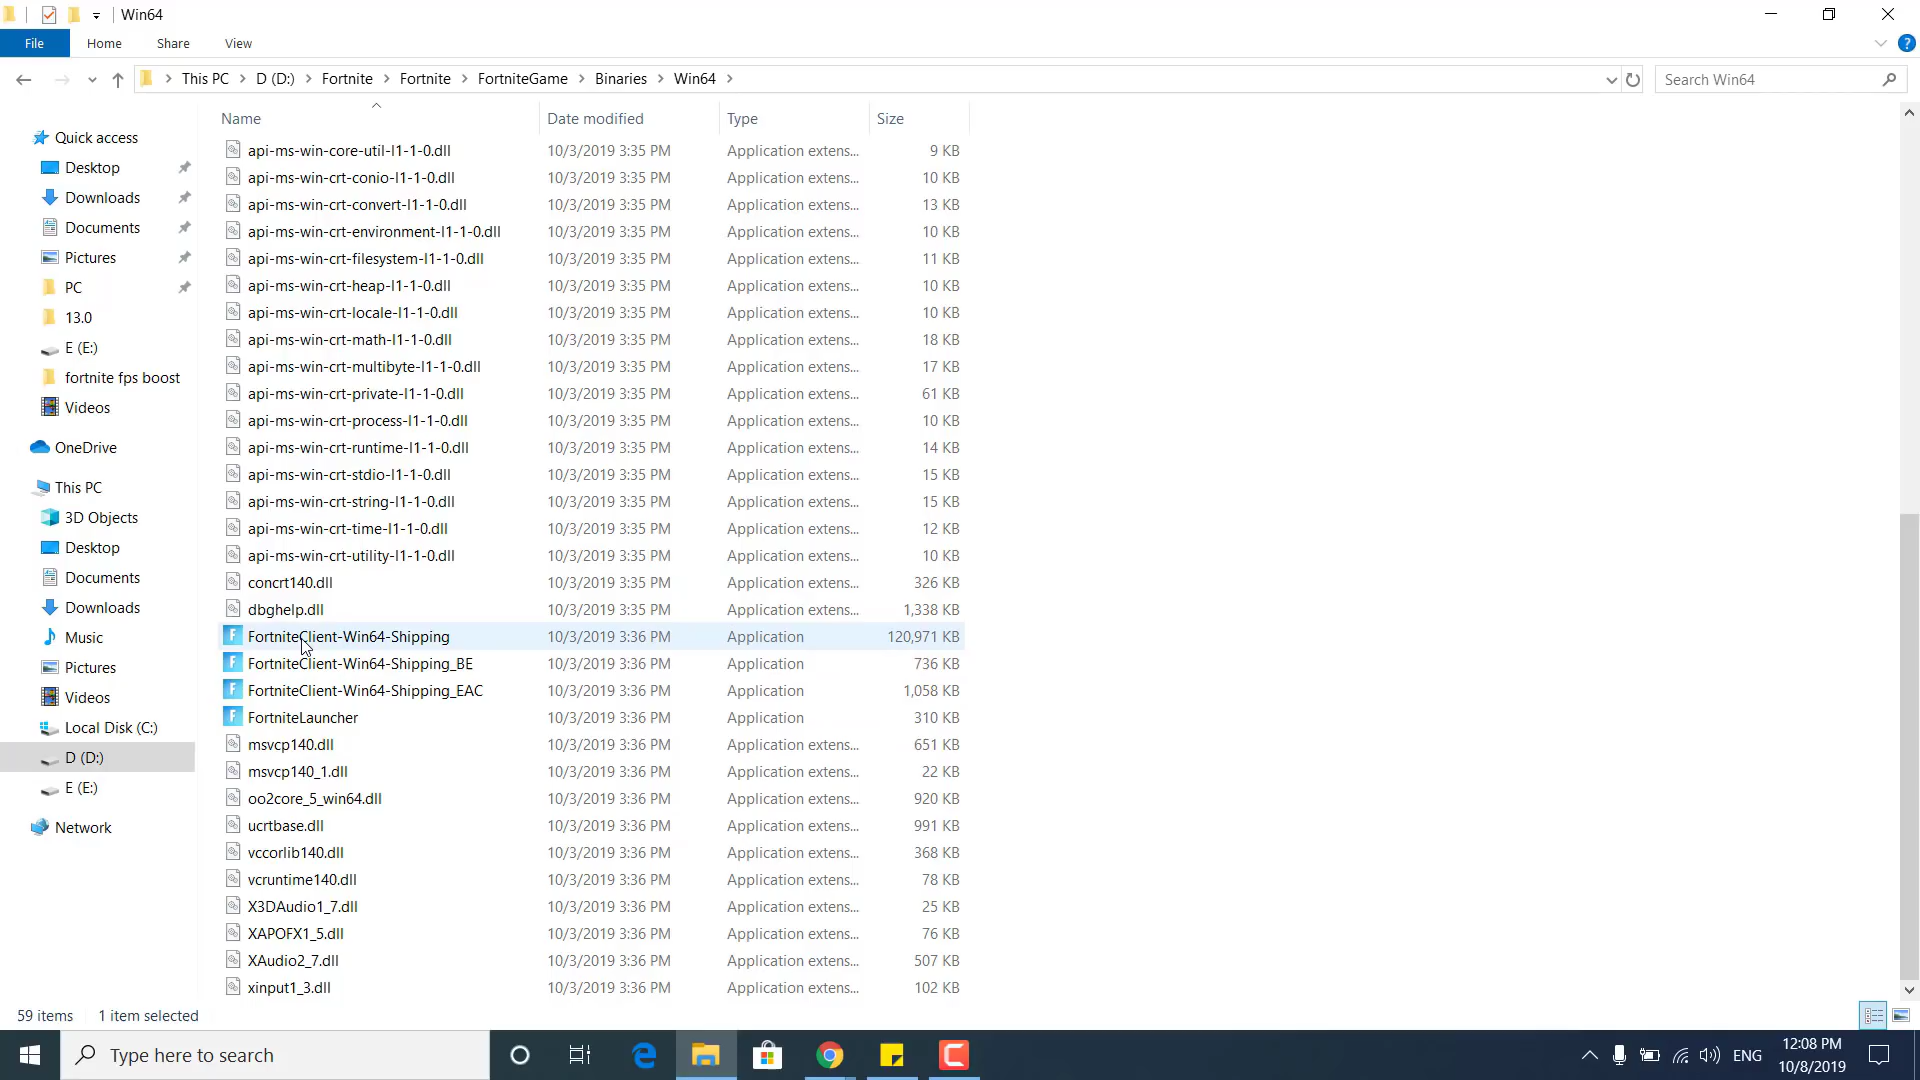 Win64
File Home Share View
This PC D (D:) Fortnite Fortnite FortniteGame Binaries Win64
Search Win64
Name Date modified Type Size
Quick access
Desktop
Downloads
Documents
Pictures
PC
13.0
E (E:)
fortnite fps boost
Videos
OneDrive
This PC
3D Objects
Desktop
Documents
Downloads
Music
Pictures
Videos
Local Disk (C:)
D (D:)
E (E:)
Network
api-ms-win-core-util-l1-1-0.dll 10/3/2019 3:35 PM Application extens... 9 KB
api-ms-win-crt-conio-l1-1-0.dll 10/3/2019 3:35 PM Application extens... 10 KB
api-ms-win-crt-convert-l1-1-0.dll 10/3/2019 3:35 PM Application extens... 13 KB
api-ms-win-crt-environment-l1-1-0.dll 10/3/2019 3:35 PM Application extens... 10 KB
api-ms-win-crt-filesystem-l1-1-0.dll 10/3/2019 3:35 PM Application extens... 11 KB
api-ms-win-crt-heap-l1-1-0.dll 10/3/2019 3:35 PM Application extens... 10 KB
api-ms-win-crt-locale-l1-1-0.dll 10/3/2019 3:35 PM Application extens... 10 KB
api-ms-win-crt-math-l1-1-0.dll 10/3/2019 3:35 PM Application extens... 18 KB
api-ms-win-crt-multibyte-l1-1-0.dll 10/3/2019 3:35 PM Application extens... 17 KB
api-ms-win-crt-private-l1-1-0.dll 10/3/2019 3:35 PM Application extens... 61 KB
api-ms-win-crt-process-l1-1-0.dll 10/3/2019 3:35 PM Application extens... 10 KB
api-ms-win-crt-runtime-l1-1-0.dll 10/3/2019 3:35 PM Application extens... 14 KB
api-ms-win-crt-stdio-l1-1-0.dll 10/3/2019 3:35 PM Application extens... 15 KB
api-ms-win-crt-string-l1-1-0.dll 10/3/2019 3:35 PM Application extens... 15 KB
api-ms-win-crt-time-l1-1-0.dll 10/3/2019 3:35 PM Application extens... 12 KB
api-ms-win-crt-utility-l1-1-0.dll 10/3/2019 3:35 PM Application extens... 10 KB
concrt140.dll 10/3/2019 3:35 PM Application extens... 326 KB
dbghelp.dll 10/3/2019 3:35 PM Application extens... 1,338 KB
FortniteClient-Win64-Shipping 10/3/2019 3:36 PM Application 120,971 KB
FortniteClient-Win64-Shipping_BE 10/3/2019 3:36 PM Application 736 KB
FortniteClient-Win64-Shipping_EAC 10/3/2019 3:36 PM Application 1,058 KB
FortniteLauncher 10/3/2019 3:36 PM Application 310 KB
msvcp140.dll 10/3/2019 3:36 PM Application extens... 651 KB
msvcp140_1.dll 10/3/2019 3:36 PM Application extens... 22 KB
oo2core_5_win64.dll 10/3/2019 3:36 PM Application extens... 920 KB
ucrtbase.dll 10/3/2019 3:36 PM Application extens... 991 KB
vccorlib140.dll 10/3/2019 3:36 PM Application extens... 368 KB
vcruntime140.dll 10/3/2019 3:36 PM Application extens... 78 KB
X3DAudio1_7.dll 10/3/2019 3:36 PM Application extens... 25 KB
XAPOFX1_5.dll 10/3/2019 3:36 PM Application extens... 76 KB
XAudio2_7.dll 10/3/2019 3:36 PM Application extens... 507 KB
xinput1_3.dll 10/3/2019 3:36 PM Application extens... 102 KB
59 items 1 item selected
Type here to search
ENG
12:08 PM
10/8/2019